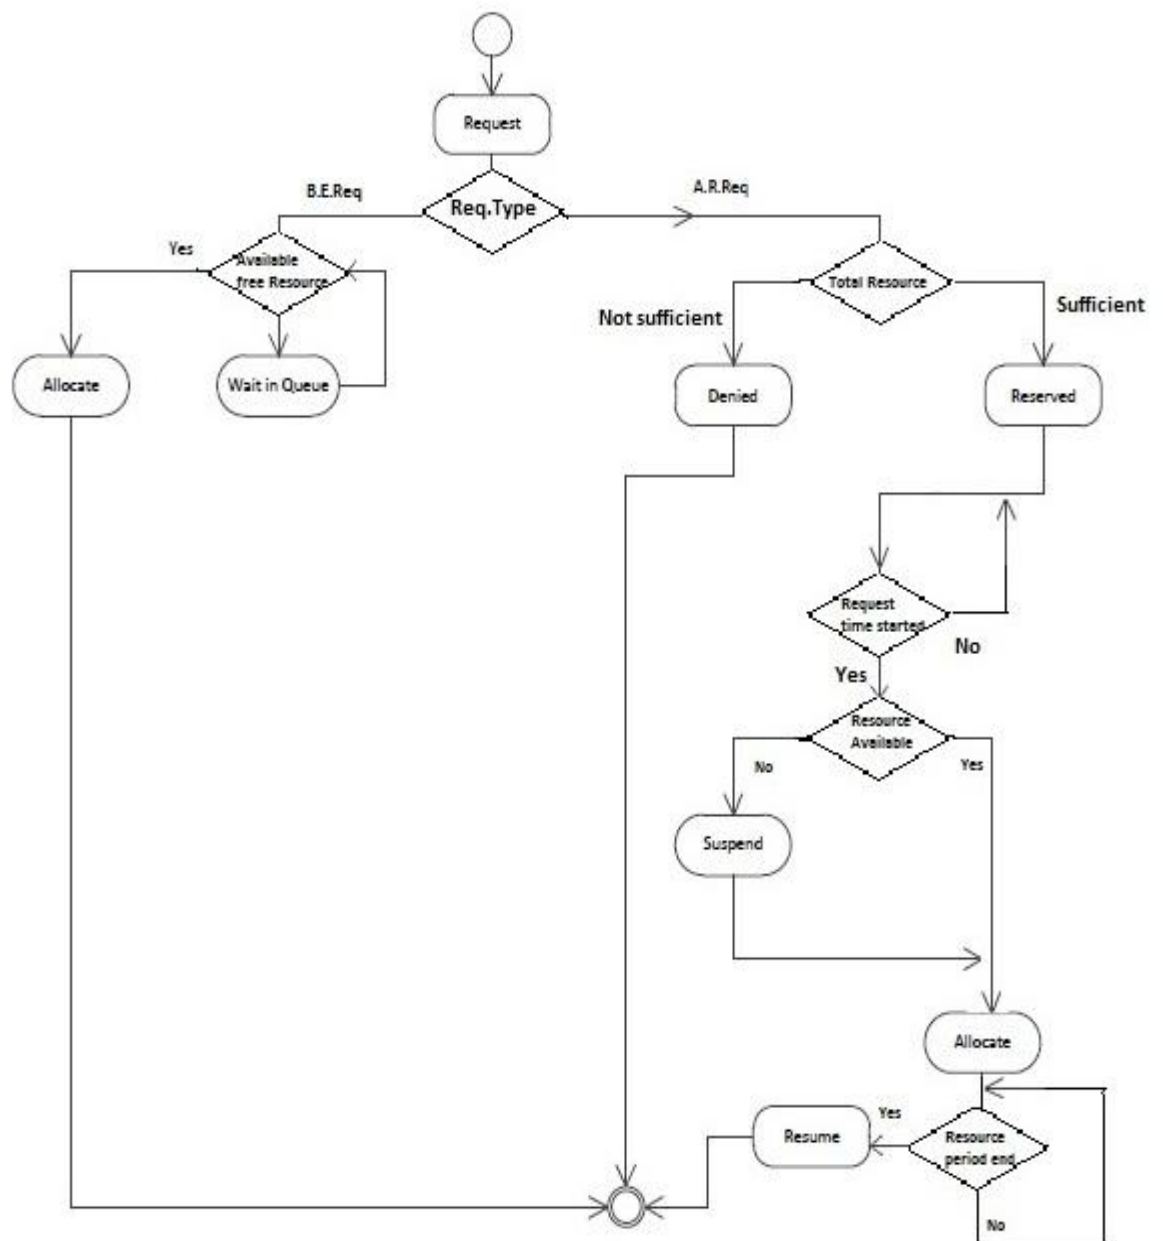 Request
B.E.Req
Req.Type
A.R.Req
Yes
Available
free Resource
Total Resource
Not sufficient
Sufficient
Allocate
Wait in Queue
Denied
Reserved
Request
time started
No
Yes
Resource
Available
No
Yes
Suspend
Allocate
Yes
Resume
Resource
period end
No